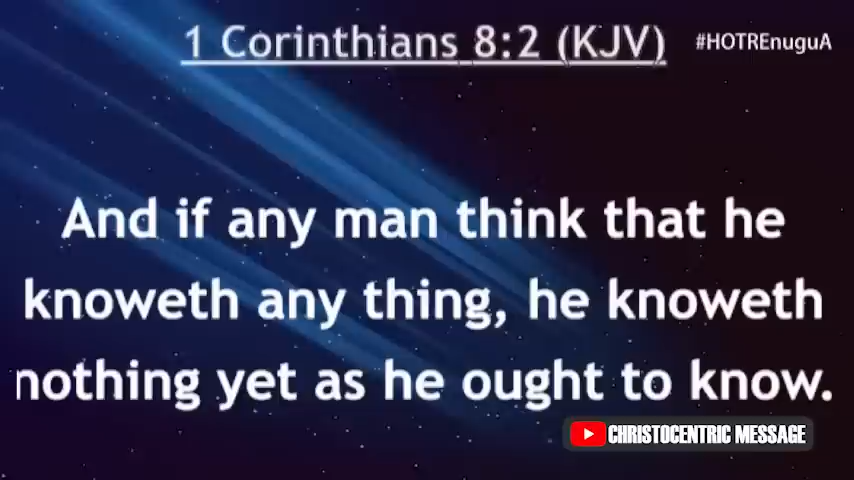 1 Corinthians 8:2 (KJV)
#HOTREnuguA
And if any man think that he
knoweth any thing, he knoweth
nothing yet as he ought to know.
CHRISTOCENTRIC MESSAGE